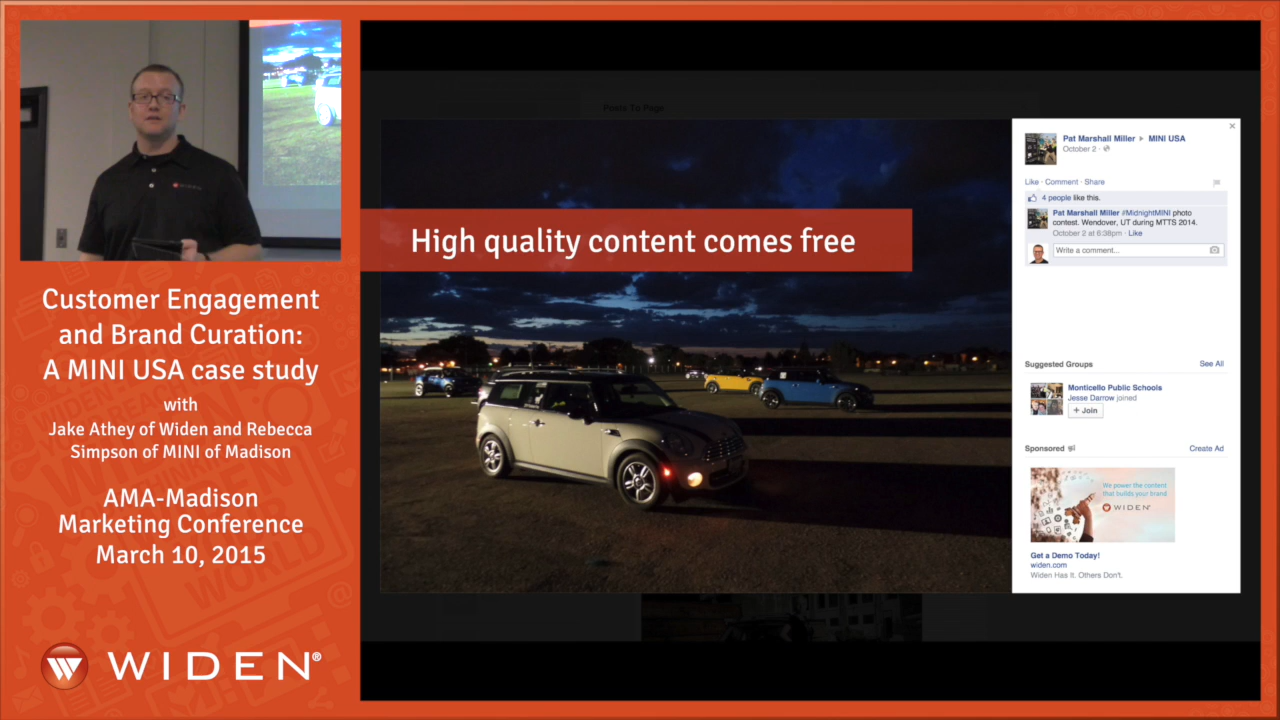 WIDEN
Customer Engagement
and Brand Curation:
A MINI USA case study
with
Jake Athey of Widen and Rebecca
Simpson of MINI of Madison
AMA-Madison
Marketing Conference
March 10, 2015
W WIDEN®
Posts To Page
High quality content comes free
Pat Marshall Miller ▸ MINI USA
October 2 ·
Like · Comment · Share
4 people like this.
Pat Marshall Miller #MidnightMINI photo
contest. Wendover, UT during MTTS 2014.
October 2 at 6:38pm · Like
Write a comment...
Suggested Groups See All
Monticello Public Schools
Jesse Darrow joined
+ Join
Sponsored Create Ad
We power the content
that builds your brand
WIDEN
Get a Demo Today!
widen.com
Widen Has It. Others Don't.